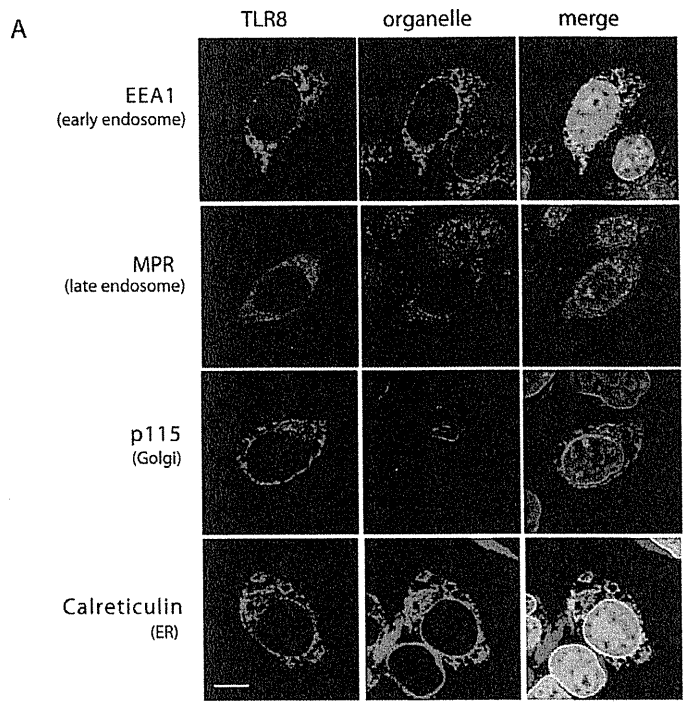 A
TLR8 organelle merge
EEA1
(early endosome)
MPR
(late endosome)
p115
(Golgi)
Calreticulin
(ER)